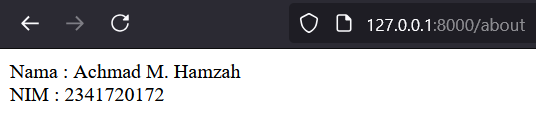 127.0.0.1:8000/about
Nama : Achmad M. Hamzah
NIM : 2341720172